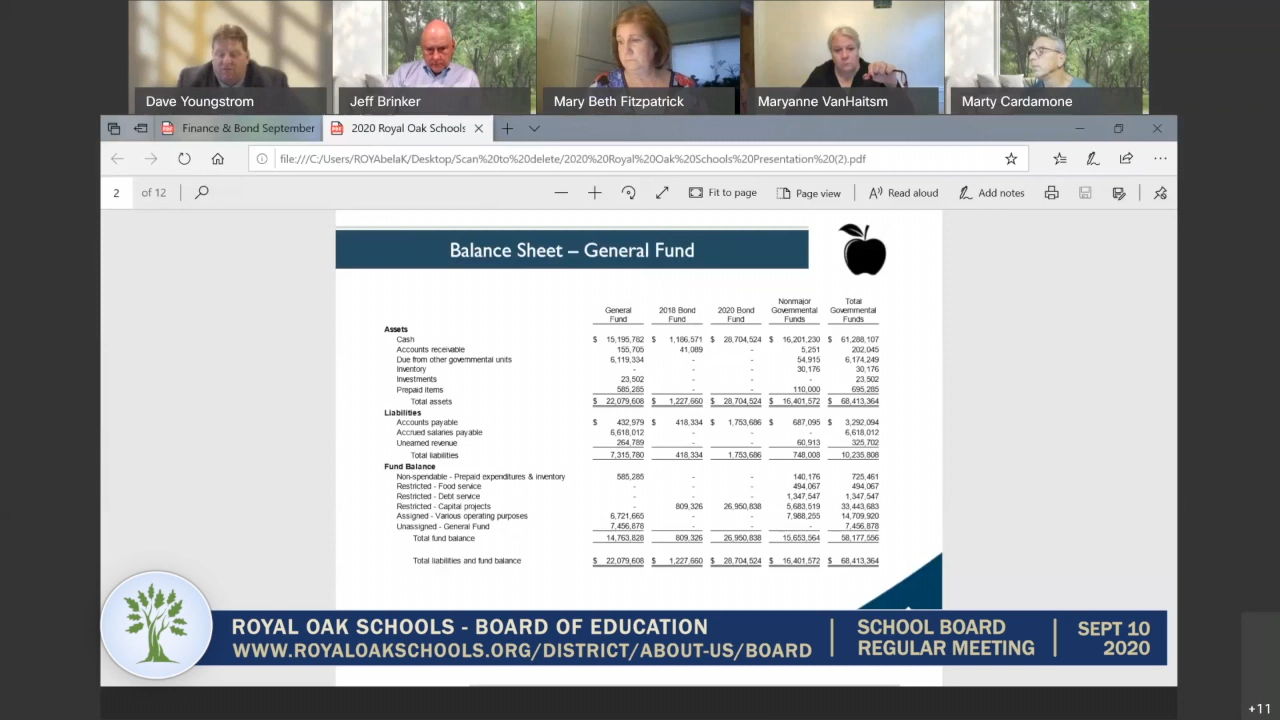 Dave Youngstrom
Jeff Brinker
Mary Beth Fitzpatrick
Maryanne VanHaitsm
Marty Cardamone
Finance & Bond September
2020 Royal Oak Schools
file:///C:/Users/ROYAbelaK/Desktop/Scan%20to%20delete/2020%20Royal%20Oak%20Schools%20Presentation%20(2).pdf
2 of 12
Fit to page
Page view
Read aloud
Add notes
Balance Sheet – General Fund
General Fund
2018 Bond Fund
2020 Bond Fund
Nonmajor Governmental Funds
Total Governmental Funds
Assets
Cash $ 15,195,782 $ 1,186,571 $ 28,704,524 $ 16,201,230 $ 61,288,107
Accounts receivable 155,705 41,089 - 5,251 202,045
Due from other governmental units 6,119,334 - - 54,915 6,174,249
Inventory - - - 30,176 30,176
Investments 23,502 - - - 23,502
Prepaid items 585,285 - - 110,000 695,285
Total assets $ 22,079,608 $ 1,227,660 $ 28,704,524 $ 16,401,572 $ 68,413,364
Liabilities
Accounts payable $ 432,979 418,334 $ 1,753,686 $ 687,095 $ 3,292,094
Accrued salaries payable 6,618,012 - - - 6,618,012
Unearned revenue 264,789 - - 60,913 325,702
Total liabilities 7,315,780 418,334 1,753,686 748,008 10,235,808
Fund Balance
Non-spendable - Prepaid expenditures & inventory 585,285 - - 140,176 725,461
Restricted - Food service - - - 494,067 494,067
Restricted - Debt service - - - 1,347,547 1,347,547
Restricted - Capital projects - 809,326 26,950,838 5,683,519 33,443,683
Assigned - Various operating purposes 6,721,665 - - 7,988,255 14,709,920
Unassigned - General Fund 7,456,878 - - - 7,456,878
Total fund balance 14,763,828 809,326 26,950,838 15,653,564 58,177,556
Total liabilities and fund balance $ 22,079,608 $ 1,227,660 $ 28,704,524 $ 16,401,572 $ 68,413,364
ROYAL OAK SCHOOLS - BOARD OF EDUCATION
WWW.ROYALOAKSCHOOLS.ORG/DISTRICT/ABOUT-US/BOARD
SCHOOL BOARD
REGULAR MEETING
SEPT 10
2020
+11